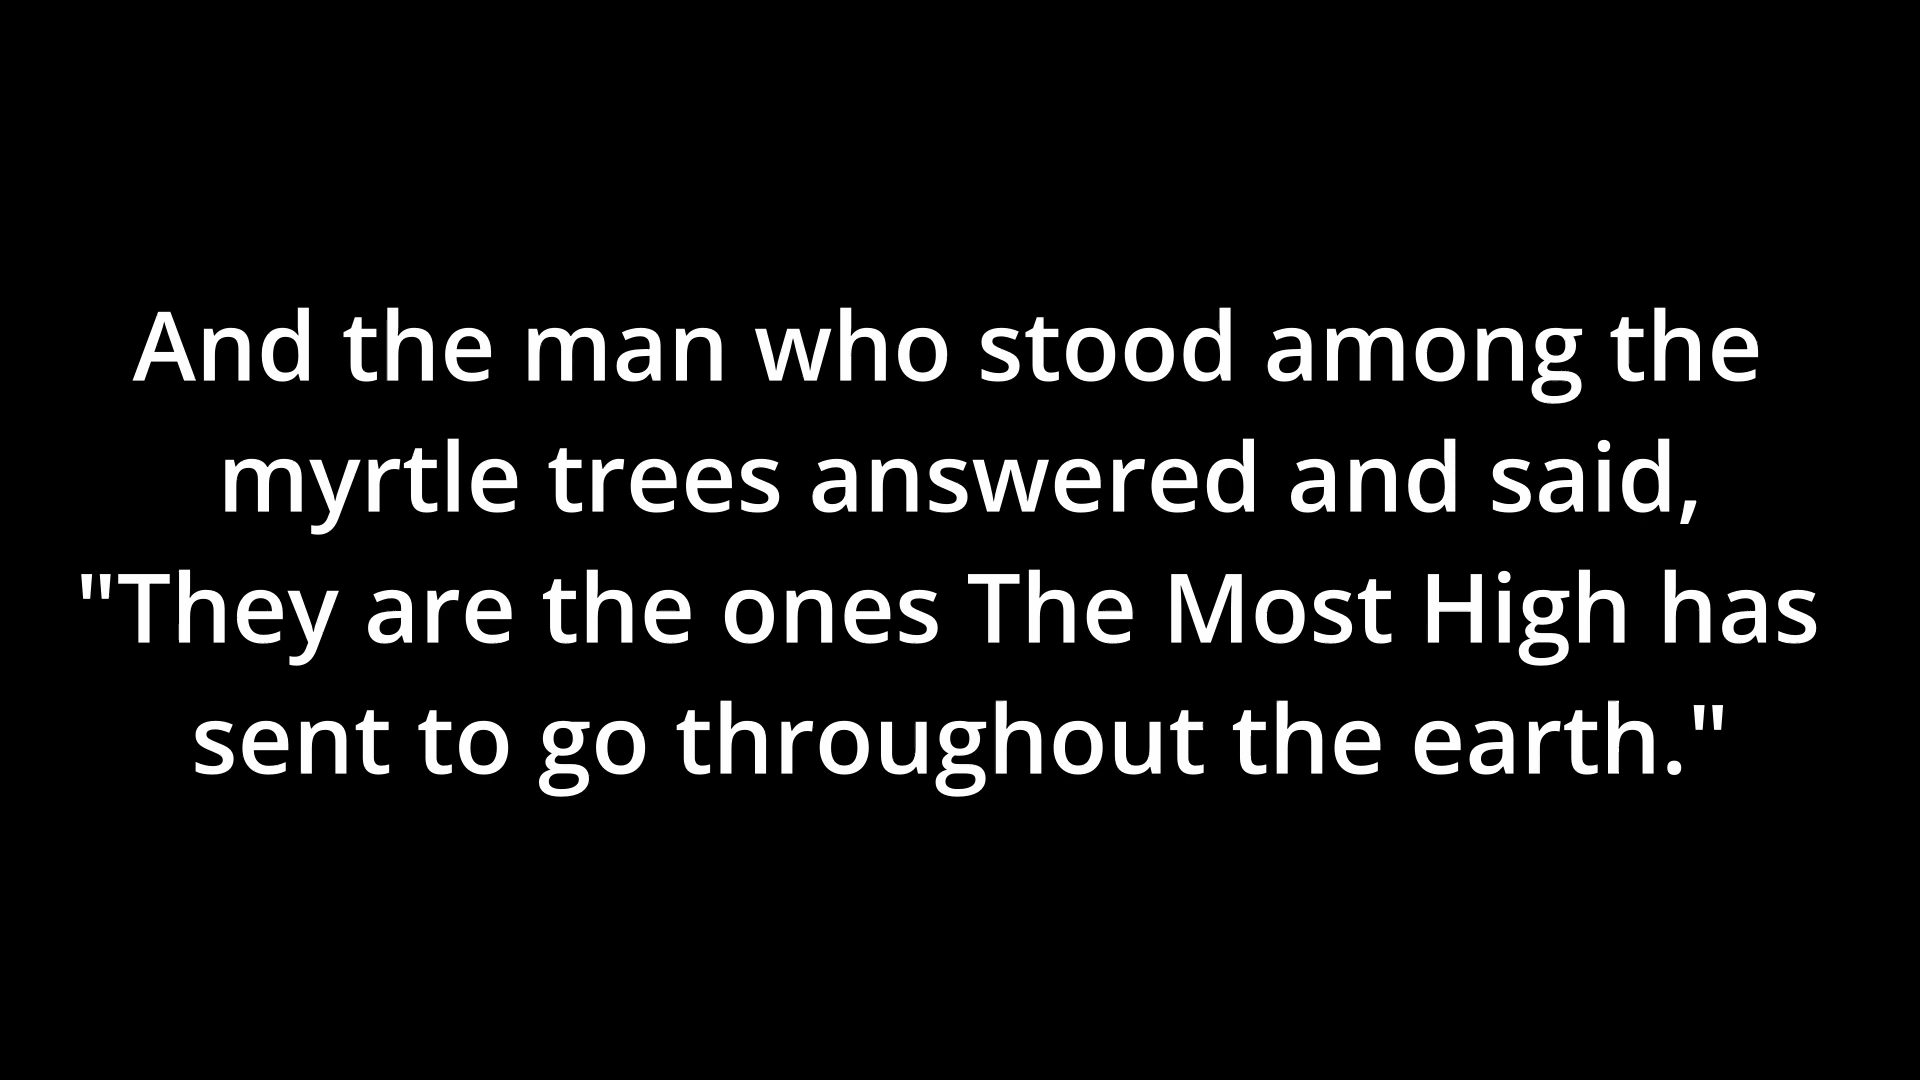 And the man who stood among the
myrtle trees answered and said,
"They are the ones The Most High has
sent to go throughout the earth."